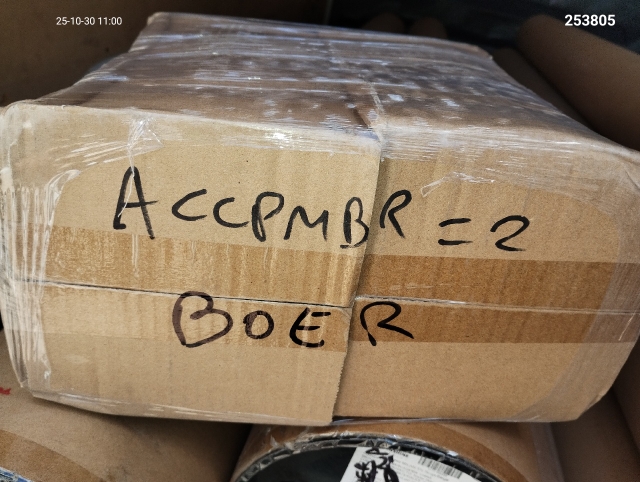 25-10-30 11:00
253805
ACCPMBR = 2
BOER